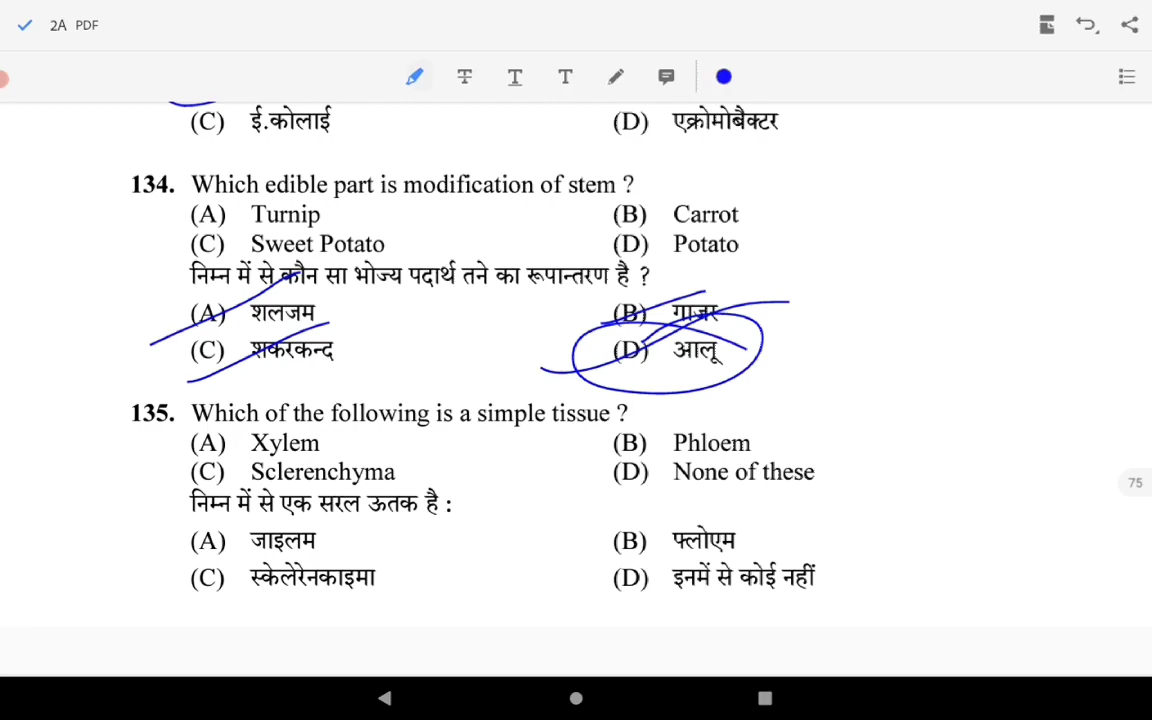 2A PDF
(C) ई.कोलाई (D) एक्रोमोबैक्टर
134. Which edible part is modification of stem ?
(A) Turnip (B) Carrot
(C) Sweet Potato (D) Potato
निम्न में से कौन सा भोज्य पदार्थ तने का रूपान्तरण है ?
(A) शलजम (B) गाजर
(C) शकरकन्द (D) आलू
135. Which of the following is a simple tissue ?
(A) Xylem (B) Phloem
(C) Sclerenchyma (D) None of these
75
निम्न में से एक सरल ऊतक है :
(A) जाइलम (B) फ्लोएम
(C) स्केलेरेनकाइमा (D) इनमें से कोई नहीं